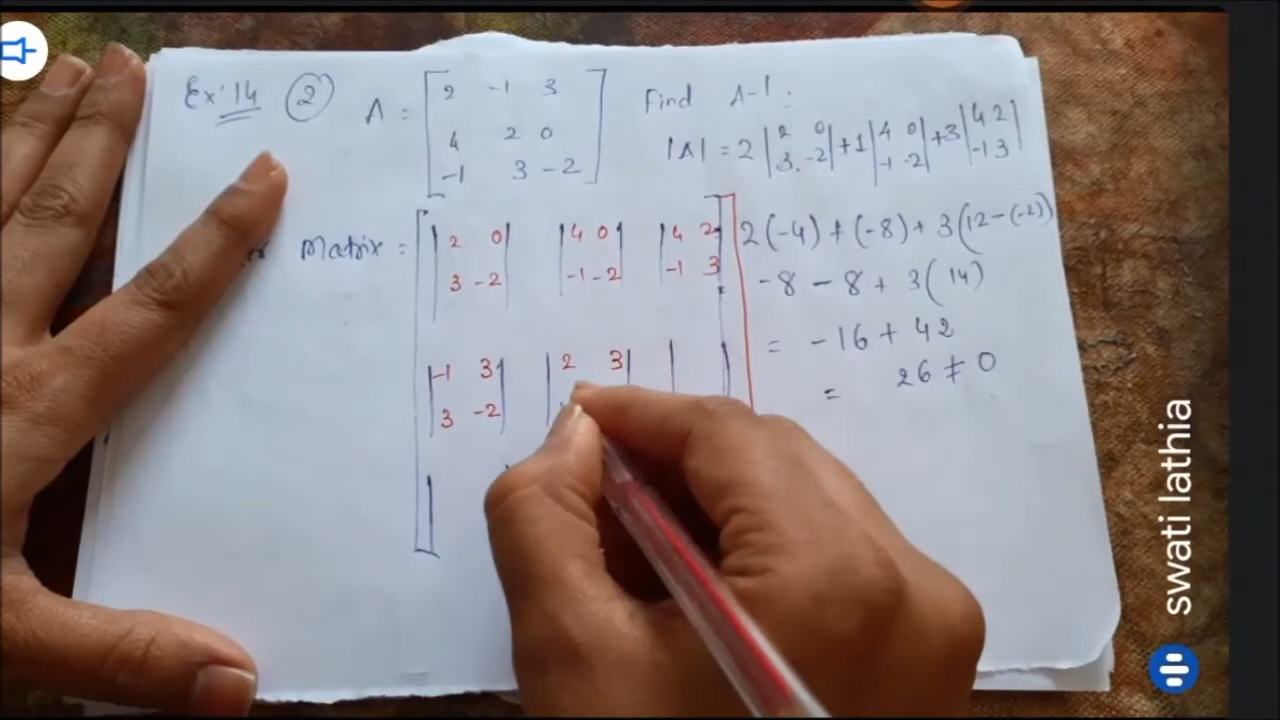 Ex:14 (2) A = [ 2 -1 3 Find A-1 :
4 2 0 |A| = 2 | 2 0 | +1 | 4 0 | +3 | 4 2 |
-1 3 -2 ] | 3. -2 | | -1 -2 | | -1 3 |
Matrix = [ | 2 0 | | 4 0 | | 4 2 | ] 2(-4) + (-8) + 3(12-(-2))
| 3 -2 | | -1 -2 | | -1 3 | -8 - 8 + 3(14)
= -16 + 42
| -1 3 | | 2 3 | | | = 26 ≠ 0
| 3 -2 |
swati lathia